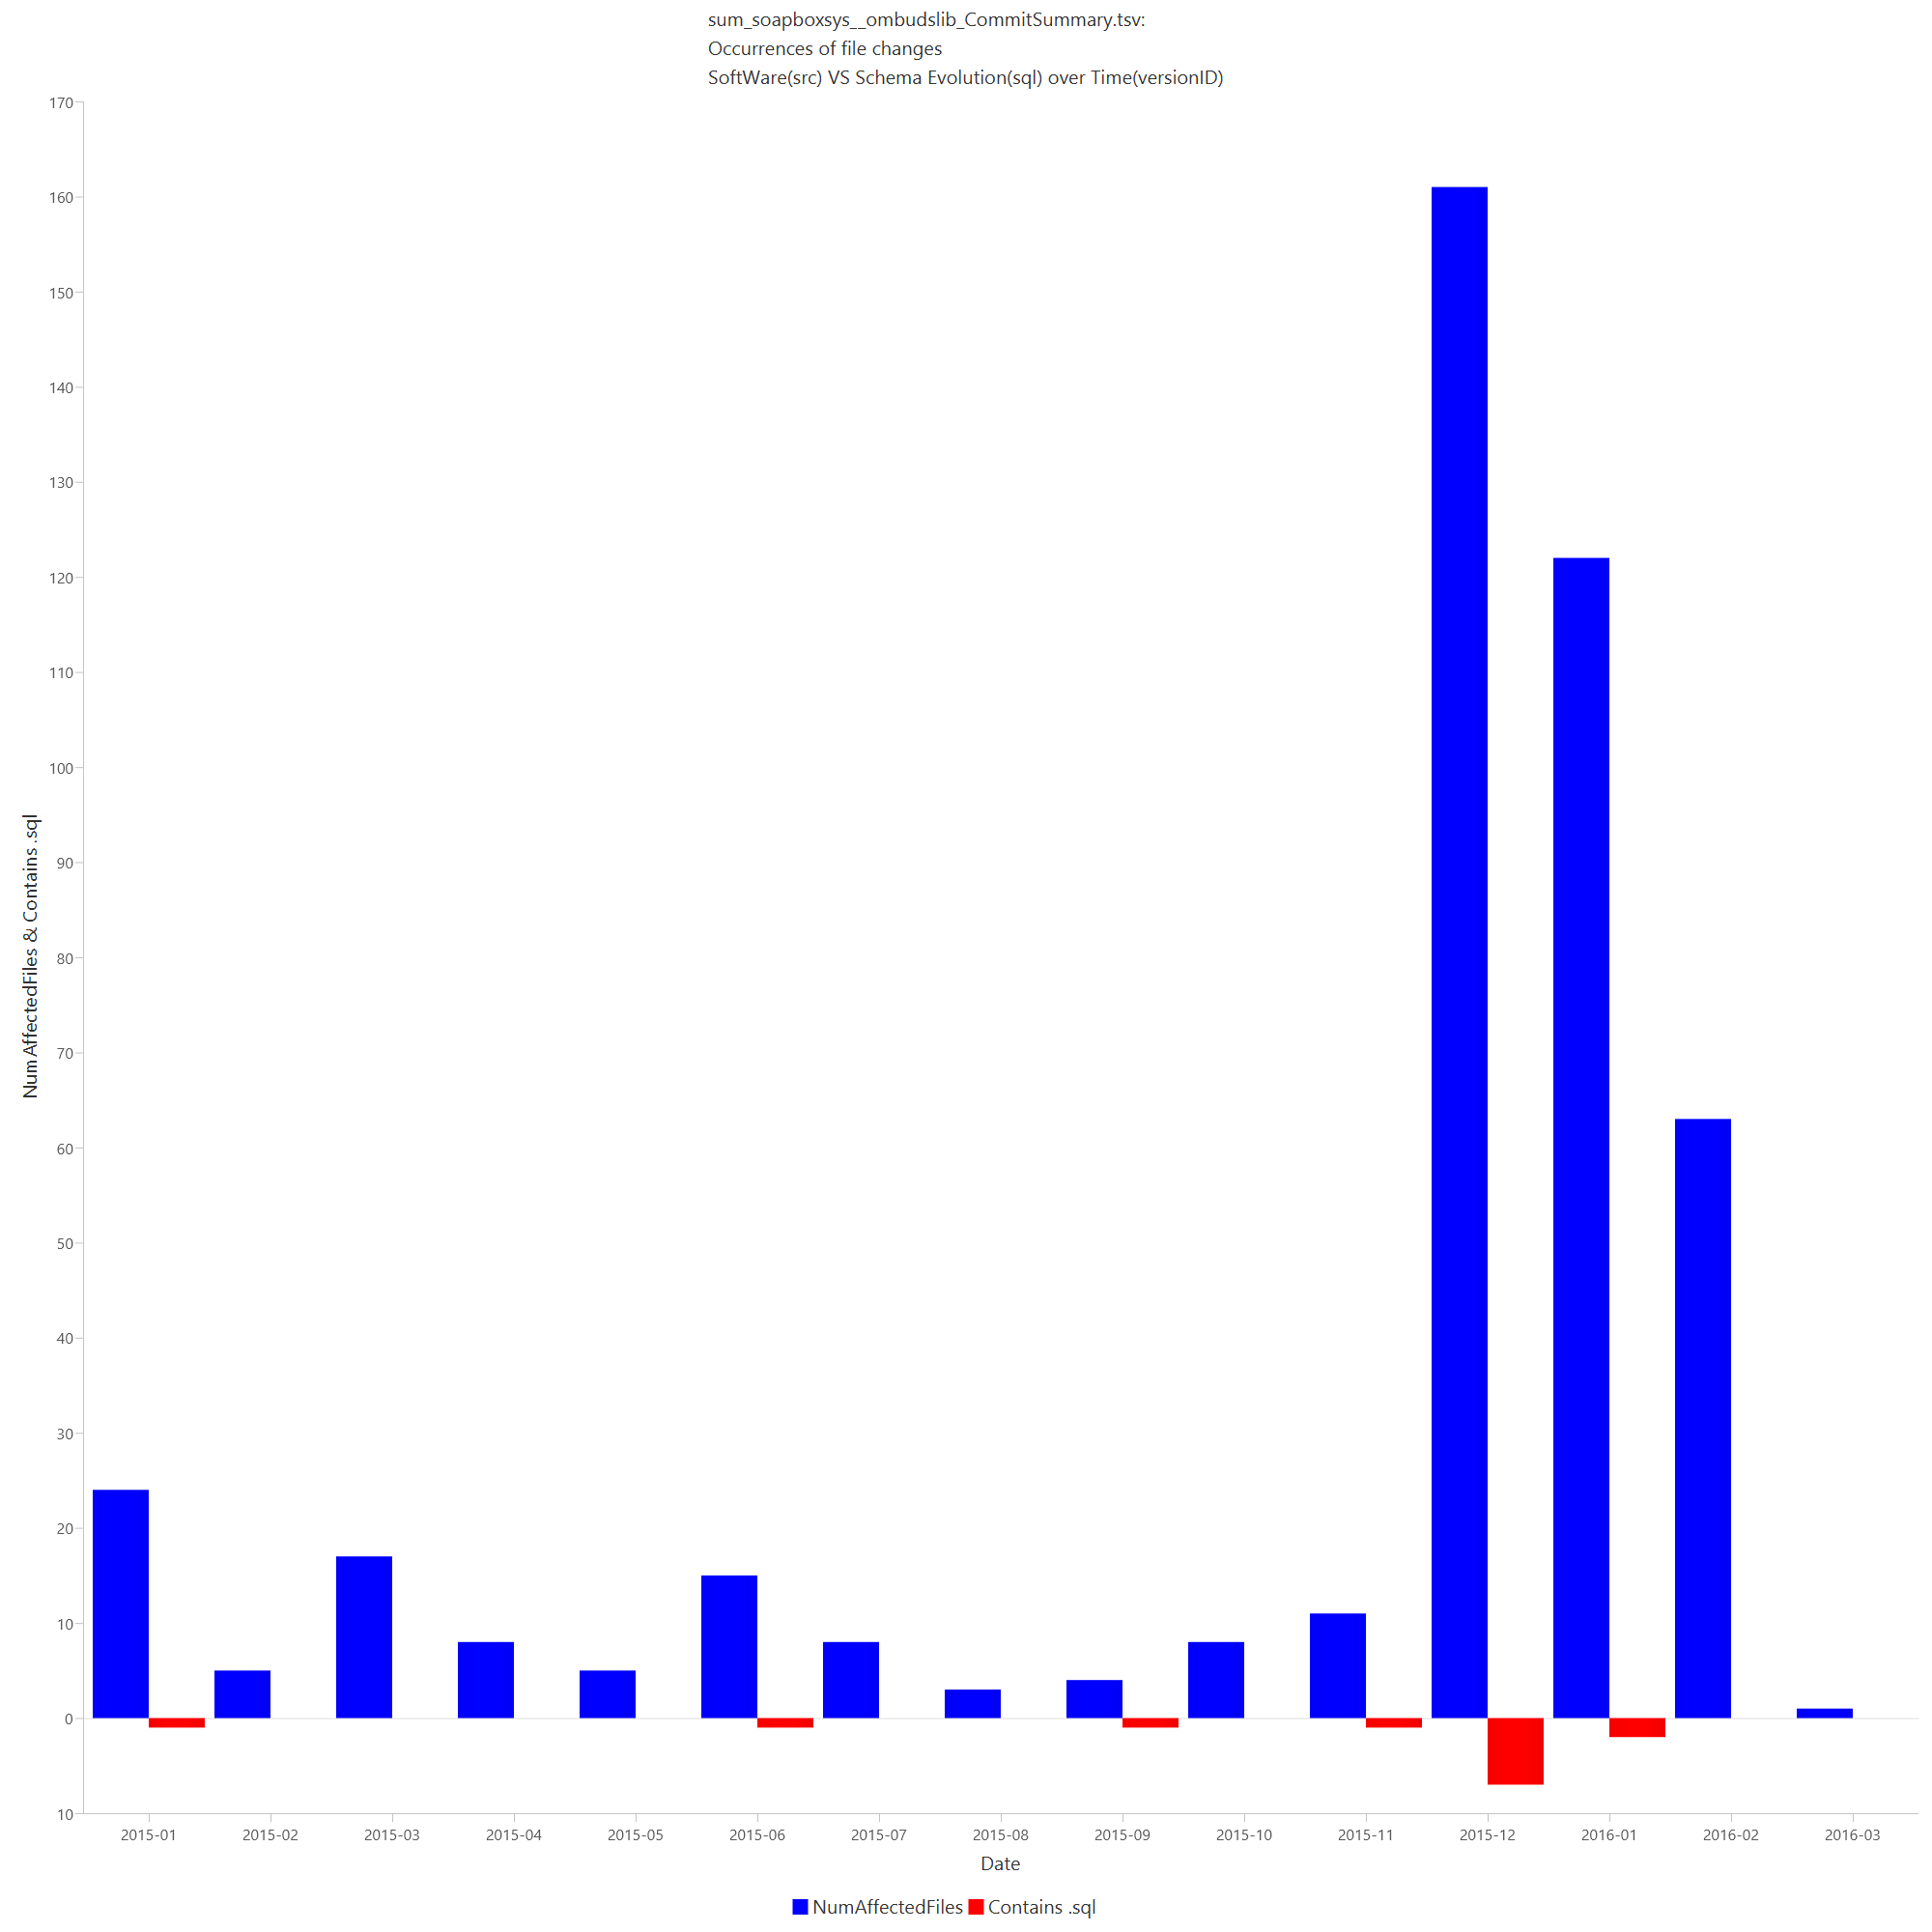 sum_soapboxsys__ombudslib_CommitSummary.tsv:
Occurrences of file changes
SoftWare(src) VS Schema Evolution(sql) over Time(versionID)
170
160
150
140
130
120
110
100
90
80
70
60
50
40
30
20
10
0
10
NumAffectedFiles & Contains .sql
2015-01 2015-02 2015-03 2015-04 2015-05 2015-06 2015-07 2015-08 2015-09 2015-10 2015-11 2015-12 2016-01 2016-02 2016-03
Date
NumAffectedFiles Contains .sql